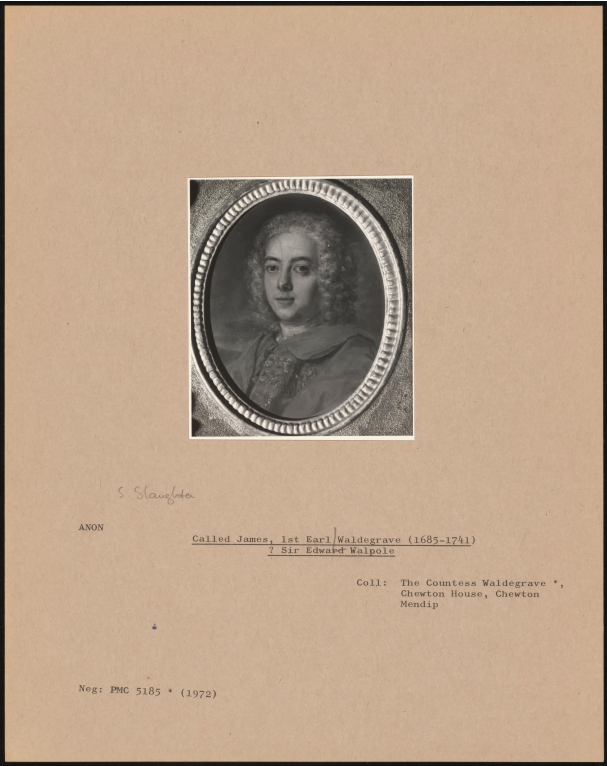 S. Slaughter
ANON
Called James, 1st Earl Waldegrave (1685-1741)
? Sir Edward Walpole
Coll: The Countess Waldegrave *,
Chewton House, Chewton
Mendip
Neg: PMC 5185 * (1972)